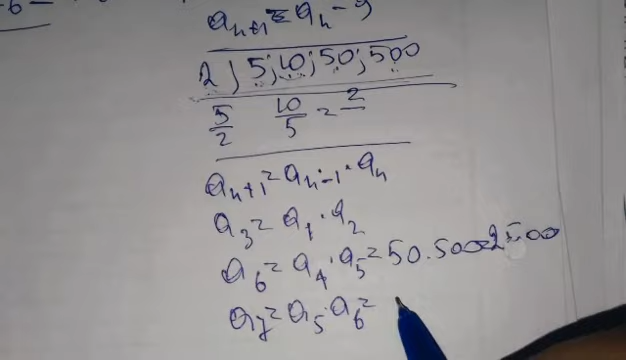 -6-
aₙ₊₁ = aₙ - 9
2; 5; 10; 50; 500
5/2 10/5 = 2
aₙ₊₁ = aₙ₋₁ · aₙ
a₃ = a₁ · a₂
a₆ = a₄ · a₅ = 50 · 500 = 2500
a₇ = a₅ · a₆ =